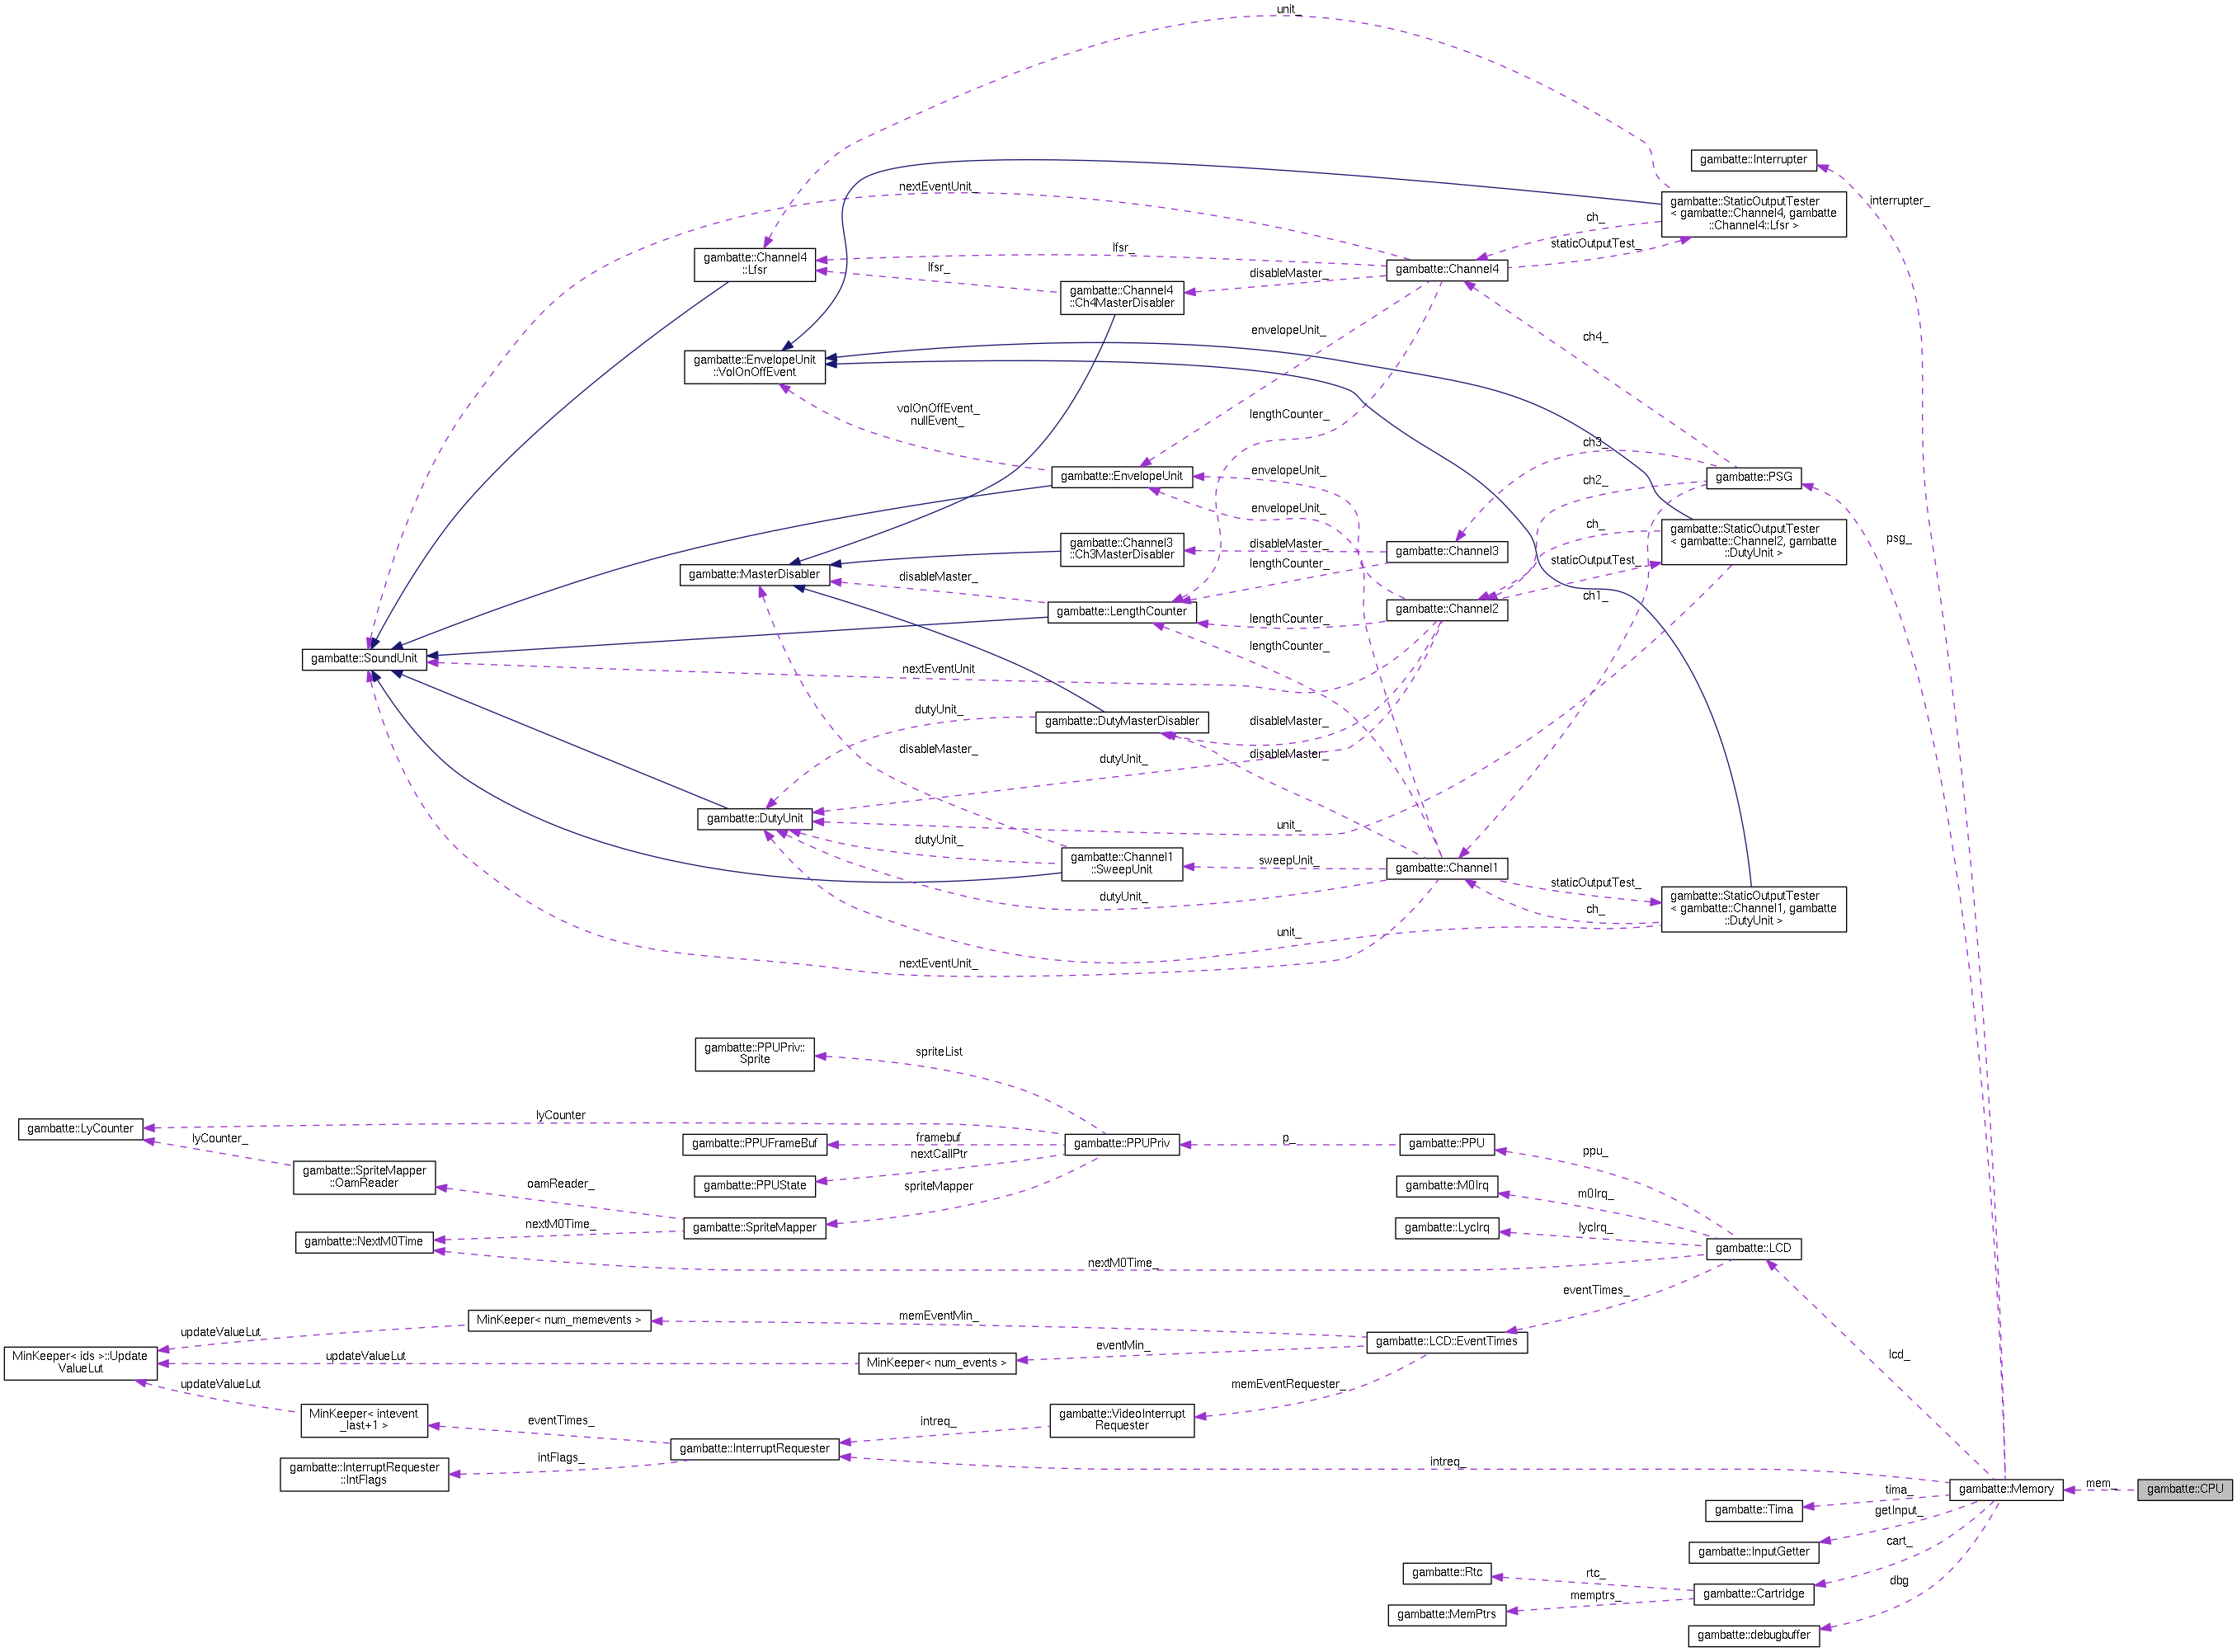 unit_
gambatte::Interrupter
nextEventUnit_
interrupter_
gambatte::StaticOutputTester
< gambatte::Channel4, gambatte
::Channel4::Lfsr >
ch_
staticOutputTest_
lfsr_
gambatte::Channel4
::Lfsr
lfsr_
disableMaster_
gambatte::Channel4
gambatte::Channel4
::Ch4MasterDisabler
envelopeUnit_
ch4_
gambatte::EnvelopeUnit
::VolOnOffEvent
volOnOffEvent_
nullEvent_
lengthCounter_
ch3_
gambatte::EnvelopeUnit
envelopeUnit_
ch2_
gambatte::PSG
envelopeUnit_
ch_
gambatte::StaticOutputTester
< gambatte::Channel2, gambatte
::DutyUnit >
psg_
gambatte::Channel3
::Ch3MasterDisabler
disableMaster_
gambatte::Channel3
lengthCounter_
staticOutputTest_
gambatte::MasterDisabler
disableMaster_
ch1_
gambatte::LengthCounter
lengthCounter_
gambatte::Channel2
lengthCounter_
gambatte::SoundUnit
nextEventUnit
dutyUnit_
gambatte::DutyMasterDisabler
disableMaster_
disableMaster_
dutyUnit_
disableMaster_
gambatte::DutyUnit
unit_
dutyUnit_
gambatte::Channel1
::SweepUnit
sweepUnit_
gambatte::Channel1
staticOutputTest_
dutyUnit_
ch_
gambatte::StaticOutputTester
< gambatte::Channel1, gambatte
::DutyUnit >
unit_
nextEventUnit_
gambatte::PPUPriv::
Sprite
spriteList
lyCounter
gambatte::LyCounter
lyCounter_
gambatte::PPUFrameBuf
framebuf
nextCallPtr
gambatte::PPUPriv
p_
gambatte::PPU
ppu_
gambatte::SpriteMapper
::OamReader
oamReader_
gambatte::PPUState
spriteMapper
gambatte::M0Irq
m0Irq_
nextM0Time_
gambatte::SpriteMapper
gambatte::LycIrq
lycIrq_
gambatte::NextM0Time
gambatte::LCD
nextM0Time_
eventTimes_
updateValueLut
MinKeeper< num_memevents >
memEventMin_
gambatte::LCD::EventTimes
lcd_
MinKeeper< ids >::Update
ValueLut
updateValueLut
MinKeeper< num_events >
eventMin_
updateValueLut
memEventRequester_
MinKeeper< intevent
_last+1 >
eventTimes_
intreq_
gambatte::VideoInterrupt
Requester
gambatte::InterruptRequester
intFlags_
gambatte::InterruptRequester
::IntFlags
intreq_
tima_
gambatte::Memory
mem_
gambatte::CPU
gambatte::Tima
getInput_
gambatte::InputGetter
cart_
gambatte::Rtc
rtc_
dbg
gambatte::Cartridge
memptrs_
gambatte::MemPtrs
gambatte::debugbuffer